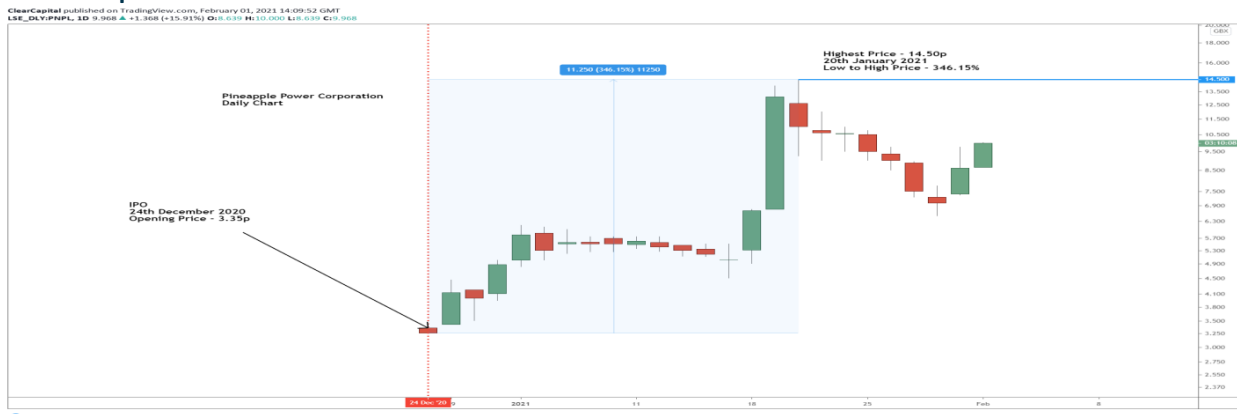 ClearCapital published on TradingView.com, February 01, 2021 14:09:52 GMT
LSE_DLY:PNPL, 1D 9.968 ▲ +1.368 (+15.91%) O:8.639 H:10.000 L:8.639 C:9.968
20.000
GBX
18.000
Highest Price - 14.50p
20th January 2021
Low to High Price - 346.15%
16.000
11.250 (346.15%) 11250
14.500
Pineapple Power Corporation
Daily Chart
13.500
12.500
11.500
10.500
03:10:08
9.500
8.500
7.500
6.900
IPO
24th December 2020
Opening Price - 3.35p
6.300
5.700
5.300
4.900
4.500
3.800
3.500
3.250
3.000
2.750
2.550
2.370
24 Dec '20 9 2021 11 18 25 Feb 8